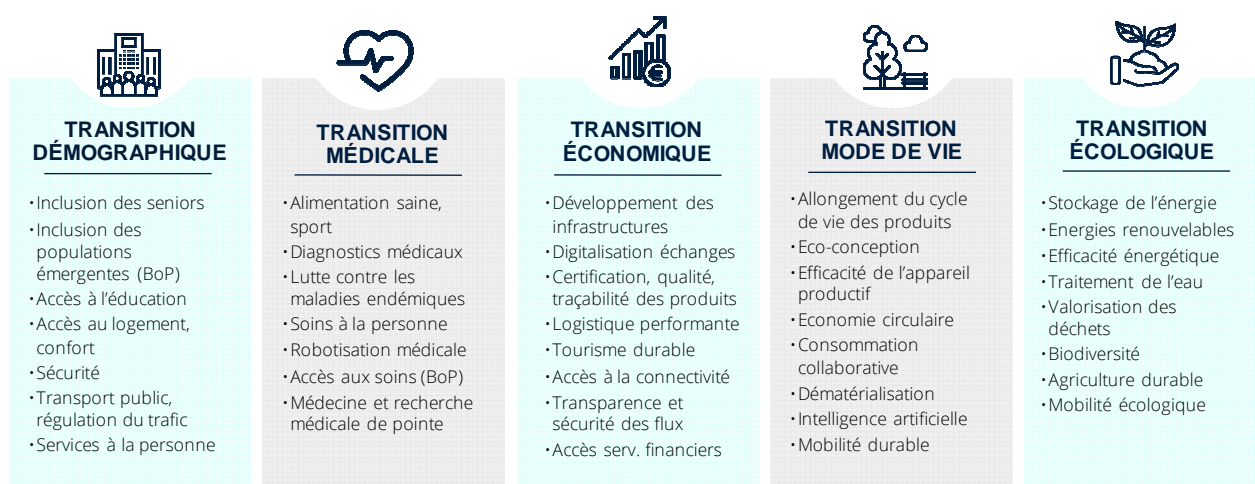 TRANSITION
DÉMOGRAPHIQUE
·Inclusion des seniors
·Inclusion des
populations
émergentes (BoP)
·Accès à l’éducation
·Accès au logement,
confort
·Sécurité
·Transport public,
régulation du trafic
·Services à la personne
TRANSITION
MÉDICALE
·Alimentation saine,
sport
·Diagnostics médicaux
·Lutte contre les
maladies endémiques
·Soins à la personne
·Robotisation médicale
·Accès aux soins (BoP)
·Médecine et recherche
médicale de pointe
TRANSITION
ÉCONOMIQUE
·Développement des
infrastructures
·Digitalisation échanges
·Certification, qualité,
traçabilité des produits
·Logistique performante
·Tourisme durable
·Accès à la connectivité
·Transparence et
sécurité des flux
·Accès serv. financiers
TRANSITION
MODE DE VIE
·Allongement du cycle
de vie des produits
·Eco-conception
·Efficacité de l’appareil
productif
·Economie circulaire
·Consommation
collaborative
·Dématérialisation
·Intelligence artificielle
·Mobilité durable
TRANSITION
ÉCOLOGIQUE
·Stockage de l’énergie
·Energies renouvelables
·Efficacité énergétique
·Traitement de l’eau
·Valorisation des
déchets
·Biodiversité
·Agriculture durable
·Mobilité écologique